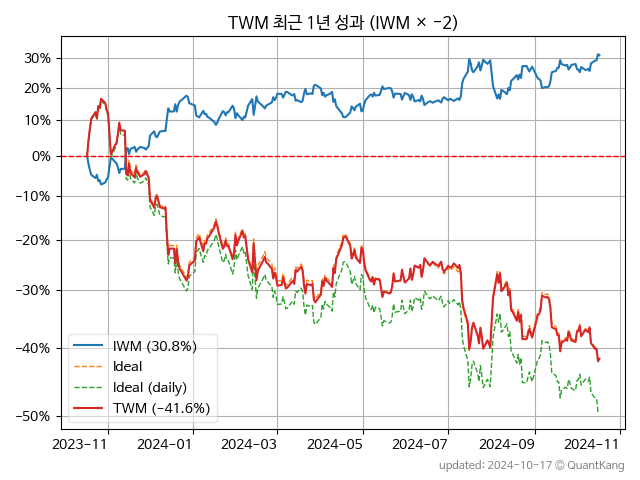 TWM 최근 1년 성과 (IWM × −2)
30%
20%
10%
0%
−10%
−20%
−30%
−40%
−50%
IWM (30.8%)
Ideal
Ideal (daily)
TWM (−41.6%)
2023−11 2024−01 2024−03 2024−05 2024−07 2024−09 2024−11
updated: 2024-10-17 © QuantKang